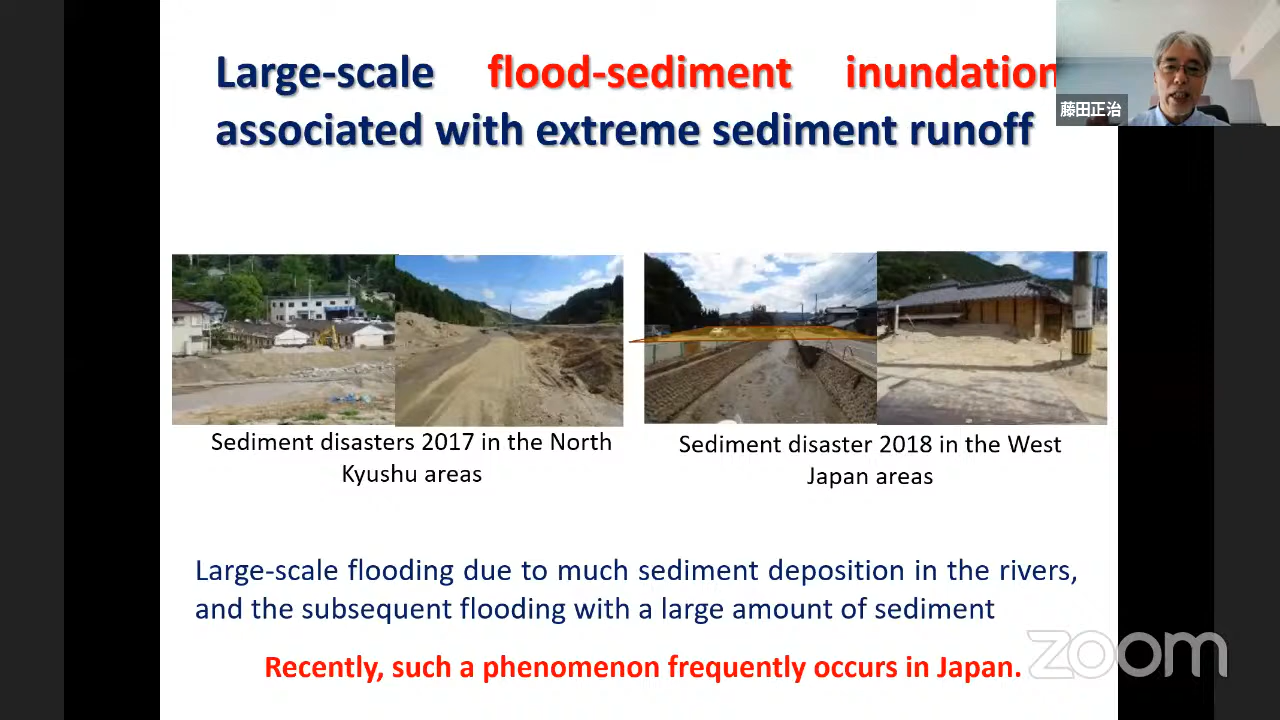 Large-scale flood-sediment inundation
associated with extreme sediment runoff
藤田正治
Sediment disasters 2017 in the North
Kyushu areas
Sediment disaster 2018 in the West
Japan areas
Large-scale flooding due to much sediment deposition in the rivers,
and the subsequent flooding with a large amount of sediment
Recently, such a phenomenon frequently occurs in Japan.
zoom